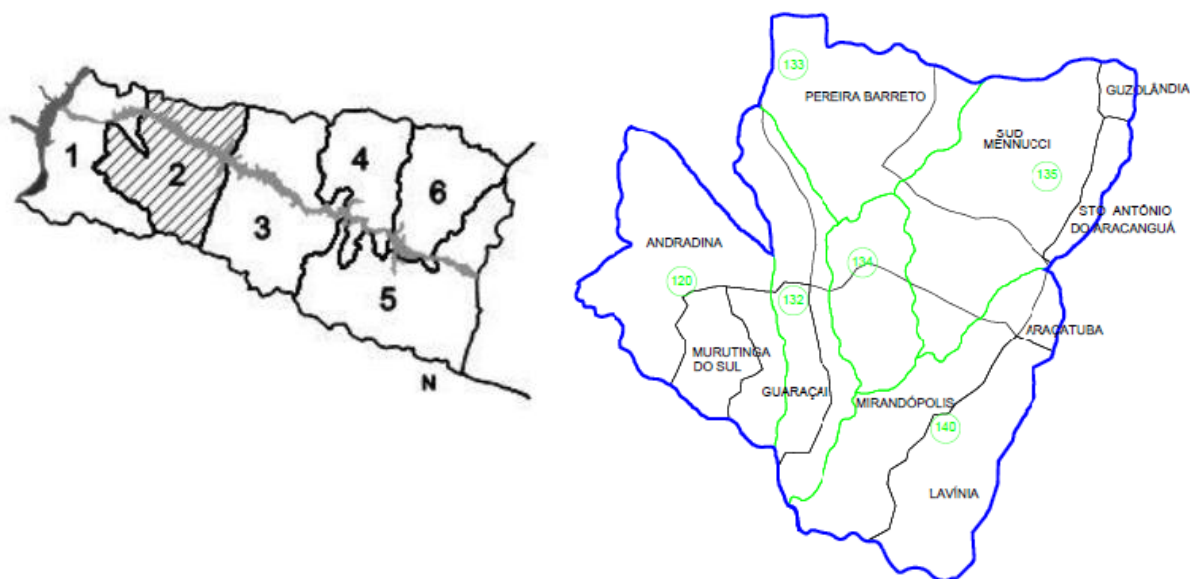 1
2
3
4
6
5
N
133
PEREIRA BARRETO
GUZOLÂNDIA
SUD
MENNUCCI
135
STO ANTÔNIO
DO ARACANGUÁ
ANDRADINA
134
120
132
ARAÇATUBA
MURUTINGA
DO SUL
GUARAÇAI
MIRANDÓPOLIS
140
LAVÍNIA